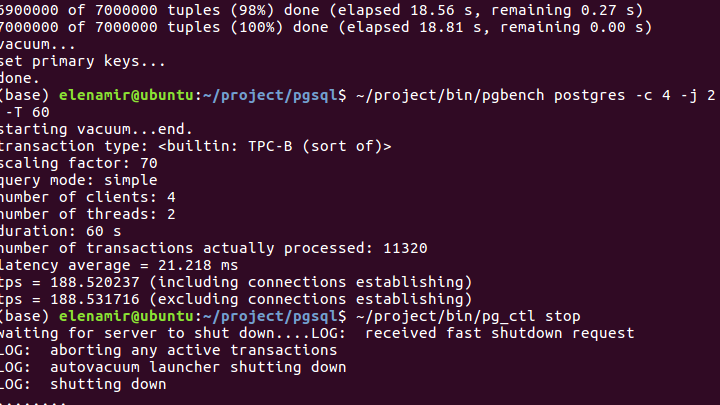 6900000 of 7000000 tuples (98%) done (elapsed 18.56 s, remaining 0.27 s)
7000000 of 7000000 tuples (100%) done (elapsed 18.81 s, remaining 0.00 s)
vacuum...
set primary keys...
done.
(base) elenamir@ubuntu:~/project/pgsql$ ~/project/bin/pgbench postgres -c 4 -j 2
-T 60
starting vacuum...end.
transaction type: <builtin: TPC-B (sort of)>
scaling factor: 70
query mode: simple
number of clients: 4
number of threads: 2
duration: 60 s
number of transactions actually processed: 11320
latency average = 21.218 ms
tps = 188.520237 (including connections establishing)
tps = 188.531716 (excluding connections establishing)
(base) elenamir@ubuntu:~/project/pgsql$ ~/project/bin/pg_ctl stop
waiting for server to shut down....LOG:  received fast shutdown request
LOG:  aborting any active transactions
LOG:  autovacuum launcher shutting down
LOG:  shutting down
........